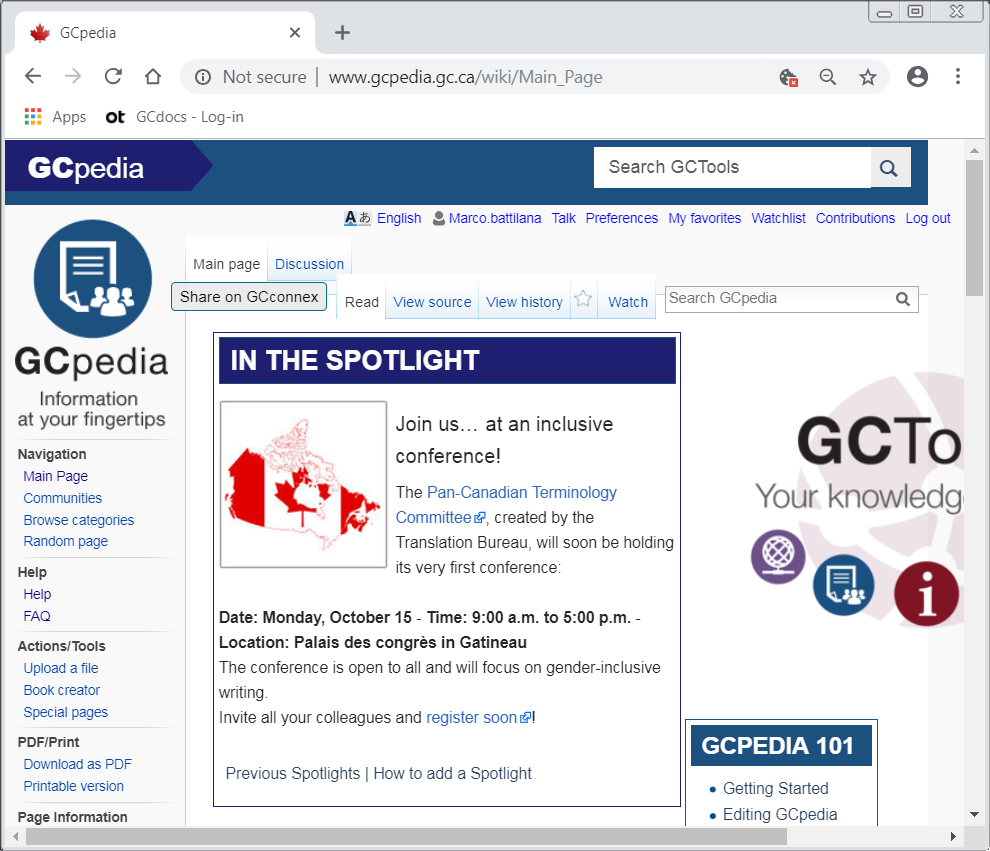 GCpedia
Not secure | www.gcpedia.gc.ca/wiki/Main_Page
Apps
ot GCdocs - Log-in
GCpedia
Search GCTools
English Marco.battilana Talk Preferences My favorites Watchlist Contributions Log out
Main page Discussion
Share on GCconnex
Read View source View history Watch
Search GCpedia
GCpedia
Information
at your fingertips
Navigation
Main Page
Communities
Browse categories
Random page
Help
Help
FAQ
Actions/Tools
Upload a file
Book creator
Special pages
PDF/Print
Download as PDF
Printable version
Page Information
IN THE SPOTLIGHT
Join us… at an inclusive
conference!
The Pan-Canadian Terminology
Committee, created by the
Translation Bureau, will soon be holding
its very first conference:
Date: Monday, October 15 - Time: 9:00 a.m. to 5:00 p.m. -
Location: Palais des congrès in Gatineau
The conference is open to all and will focus on gender-inclusive
writing.
Invite all your colleagues and register soon!
Previous Spotlights | How to add a Spotlight
GCTo
Your knowledg
GCPEDIA 101
• Getting Started
• Editing GCpedia